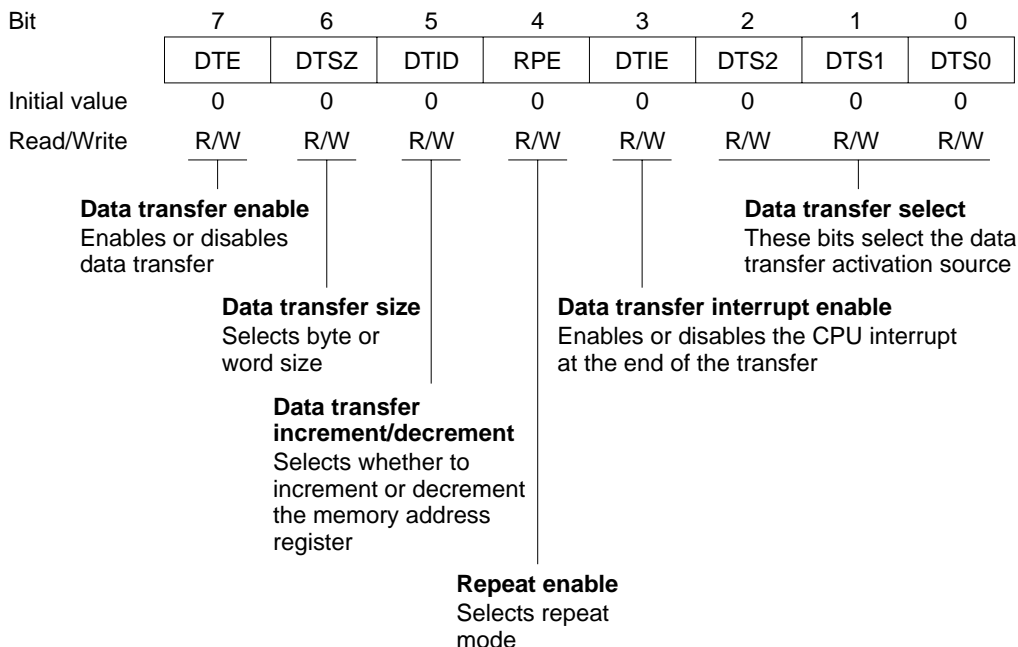 Bit 7 6 5 4 3 2 1 0
DTE DTSZ DTID RPE DTIE DTS2 DTS1 DTS0
Initial value 0 0 0 0 0 0 0 0
Read/Write R/W R/W R/W R/W R/W R/W R/W R/W
Data transfer enable
Enables or disables
data transfer
Data transfer select
These bits select the data
transfer activation source
Data transfer size
Selects byte or
word size
Data transfer interrupt enable
Enables or disables the CPU interrupt
at the end of the transfer
Data transfer
increment/decrement
Selects whether to
increment or decrement
the memory address
register
Repeat enable
Selects repeat
mode